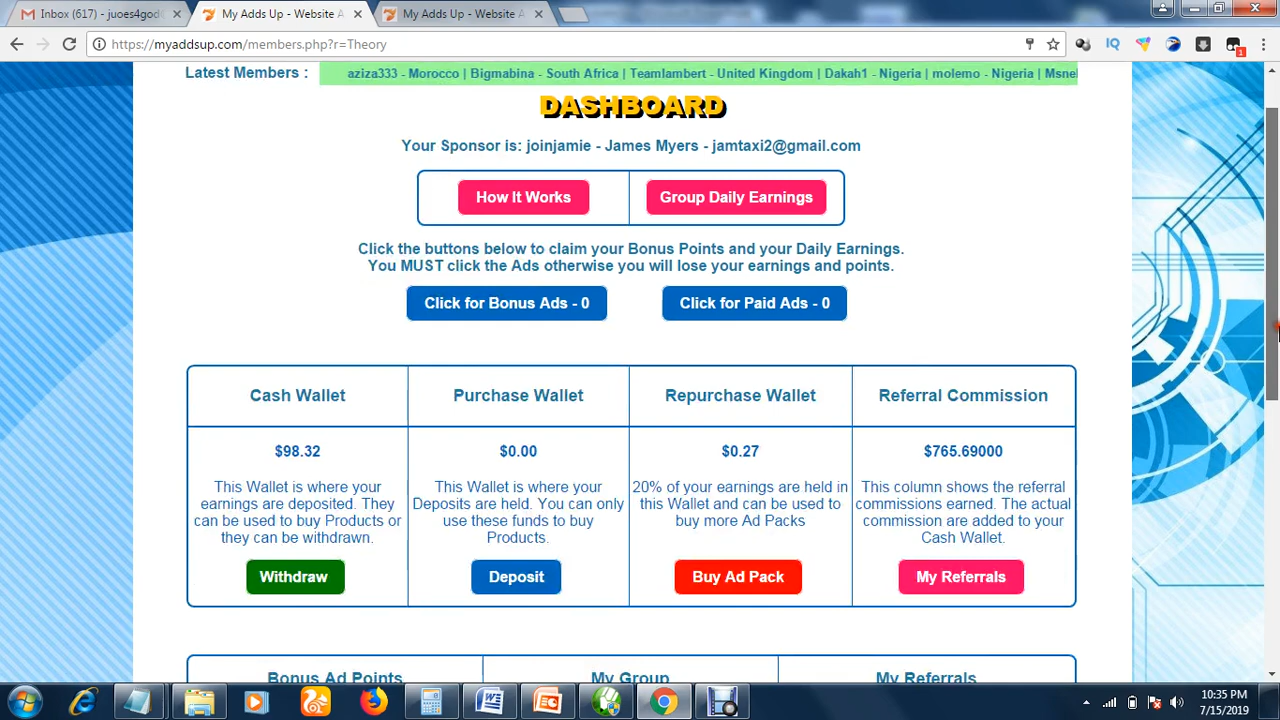 Inbox (617) - juoes4god
My Adds Up - Website A
My Adds Up - Website A
https://myaddsup.com/members.php?r=Theory
IQ
1
Latest Members :
aziza333 - Morocco | Bigmabina - South Africa | Teamlambert - United Kingdom | Dakah1 - Nigeria | molemo - Nigeria | Msnel
DASHBOARD
Your Sponsor is: joinjamie - James Myers - jamtaxi2@gmail.com
How It Works
Group Daily Earnings
Click the buttons below to claim your Bonus Points and your Daily Earnings.
You MUST click the Ads otherwise you will lose your earnings and points.
Click for Bonus Ads - 0
Click for Paid Ads - 0
Cash Wallet
Purchase Wallet
Repurchase Wallet
Referral Commission
$98.32
$0.00
$0.27
$765.69000
This Wallet is where your
earnings are deposited. They
can be used to buy Products or
they can be withdrawn.
This Wallet is where your
Deposits are held. You can only
use these funds to buy
Products.
20% of your earnings are held in
this Wallet and can be used to
buy more Ad Packs
This column shows the referral
commissions earned. The actual
commission are added to your
Cash Wallet.
Withdraw
Deposit
Buy Ad Pack
My Referrals
Bonus Ad Points
My Group
My Referrals
10:35 PM
7/15/2019